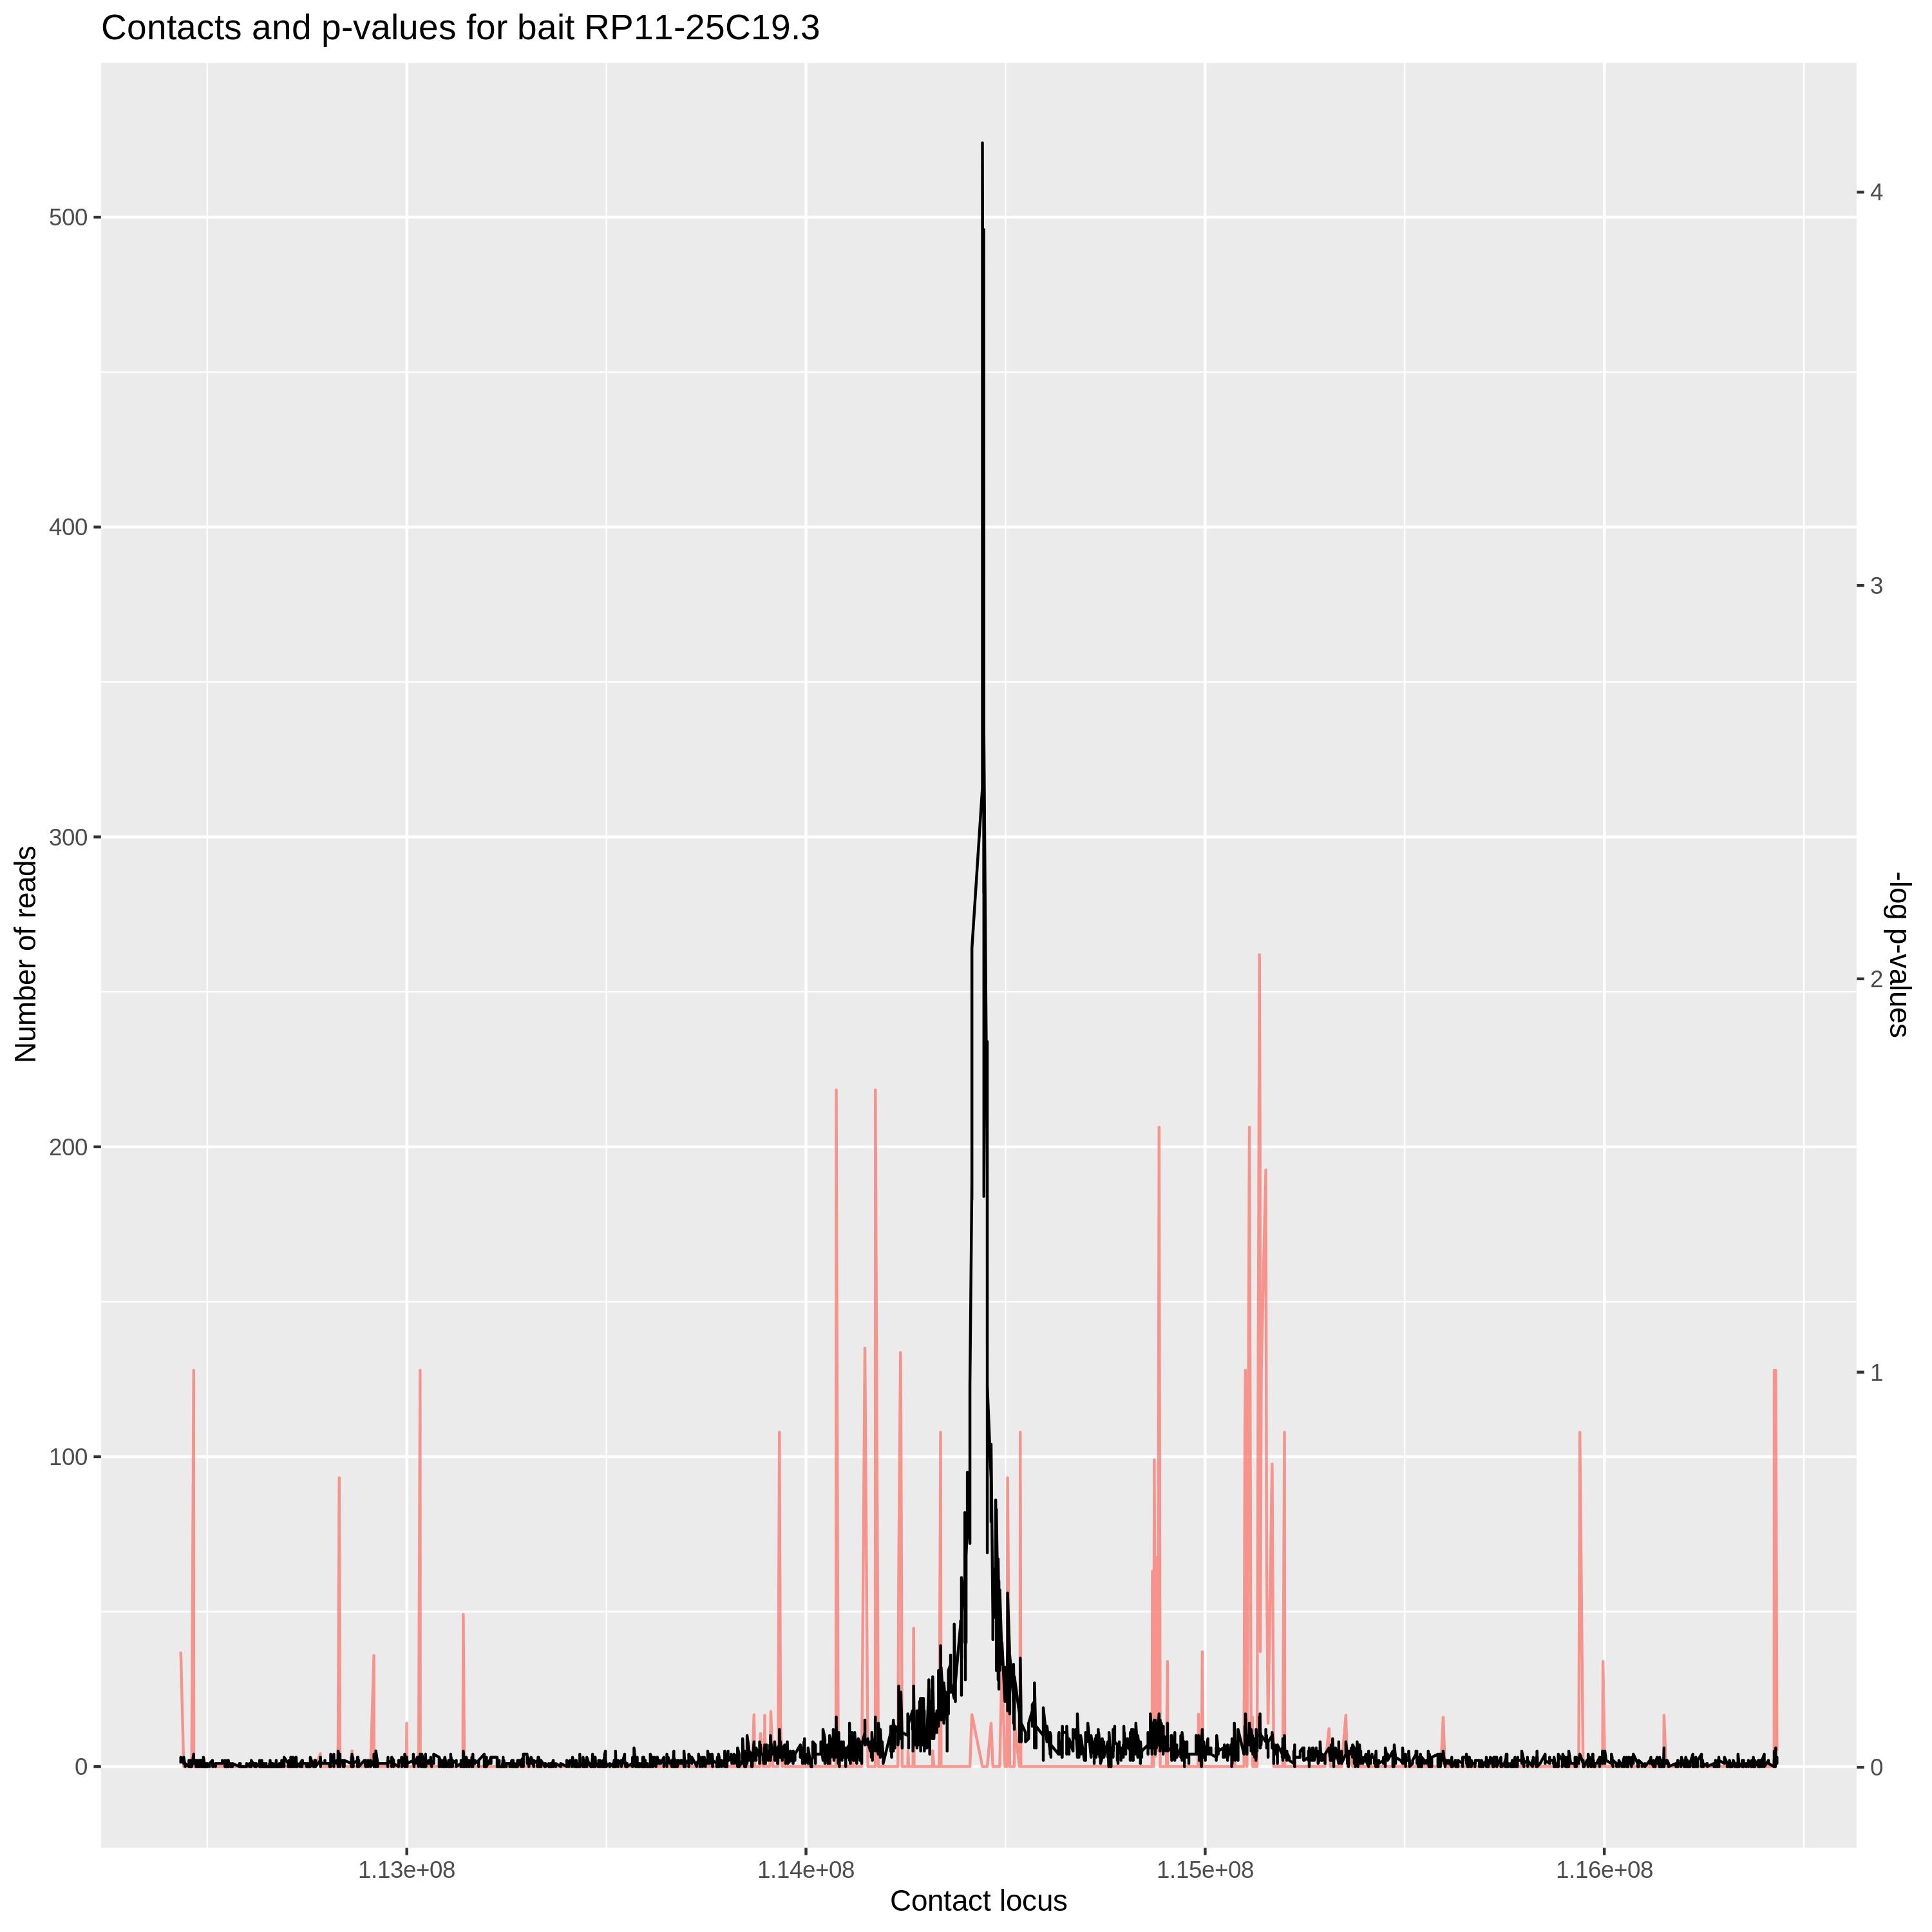 Contacts and p-values for bait RP11-25C19.3
500
400
300
200
100
0
Number of reads
4
3
2
1
0
-log p-values
1.13e+08
1.14e+08
1.15e+08
1.16e+08
Contact locus